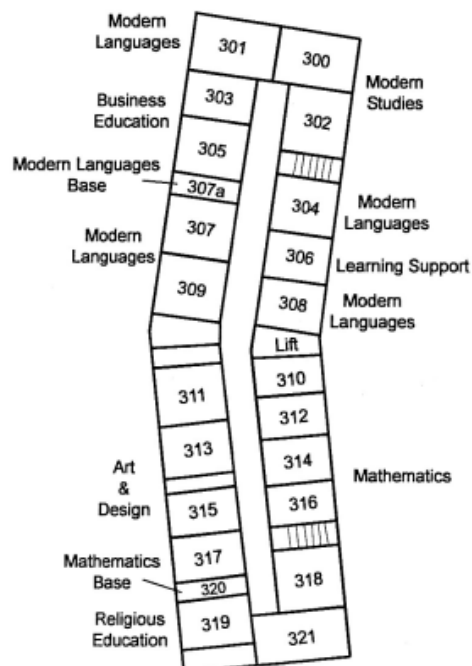 Modern
Languages
301
300
Modern
Studies
303
Business
Education
302
305
Modern Languages
Base
307a
304
Modern
Languages
307
Modern
Languages
306
Learning Support
309
308
Modern
Languages
Lift
310
311
312
313
314
Mathematics
Art
&
Design
315
316
317
Mathematics
Base
320
318
Religious
Education
319
321